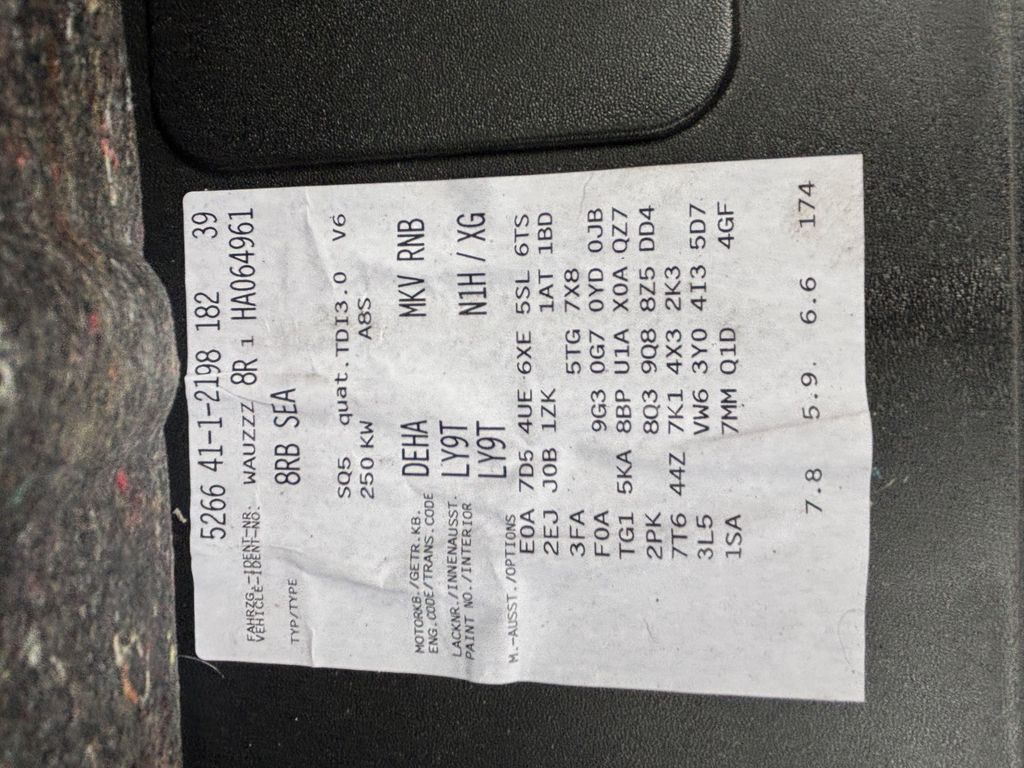 5266 41-1-2198 182 39
FAHRZG.-IDENT-NR.
VEHICLE-IDENT-NO. WAUZZZ 8R 1 HA064961
TYP/TYPE 8RB SEA
SQ5 quat.TDI3.0 V6
250 KW A8S
MOTORKB./GETR.KB.
ENG.CODE/TRANS.CODE DEHA MKV RNB
LACKNR./INNENAUSST. LY9T N1H / XG
PAINT NO./INTERIOR LY9T
M.-AUSST./OPTIONS
E0A 7D5 4UE 6XE 5SL 6TS
2EJ J0B 1ZK 1AT 1BD
3FA 5TG 7X8
F0A 9G3 0G7 0YD 0JB
TG1 5KA 8BP U1A X0A QZ7
2PK 8Q3 9Q8 8Z5 DD4
7T6 44Z 7K1 4X3 2K3
3L5 VW6 3Y0 4I3 5D7
1SA 7MM Q1D 4GF
7.8 5.9. 6.6 174